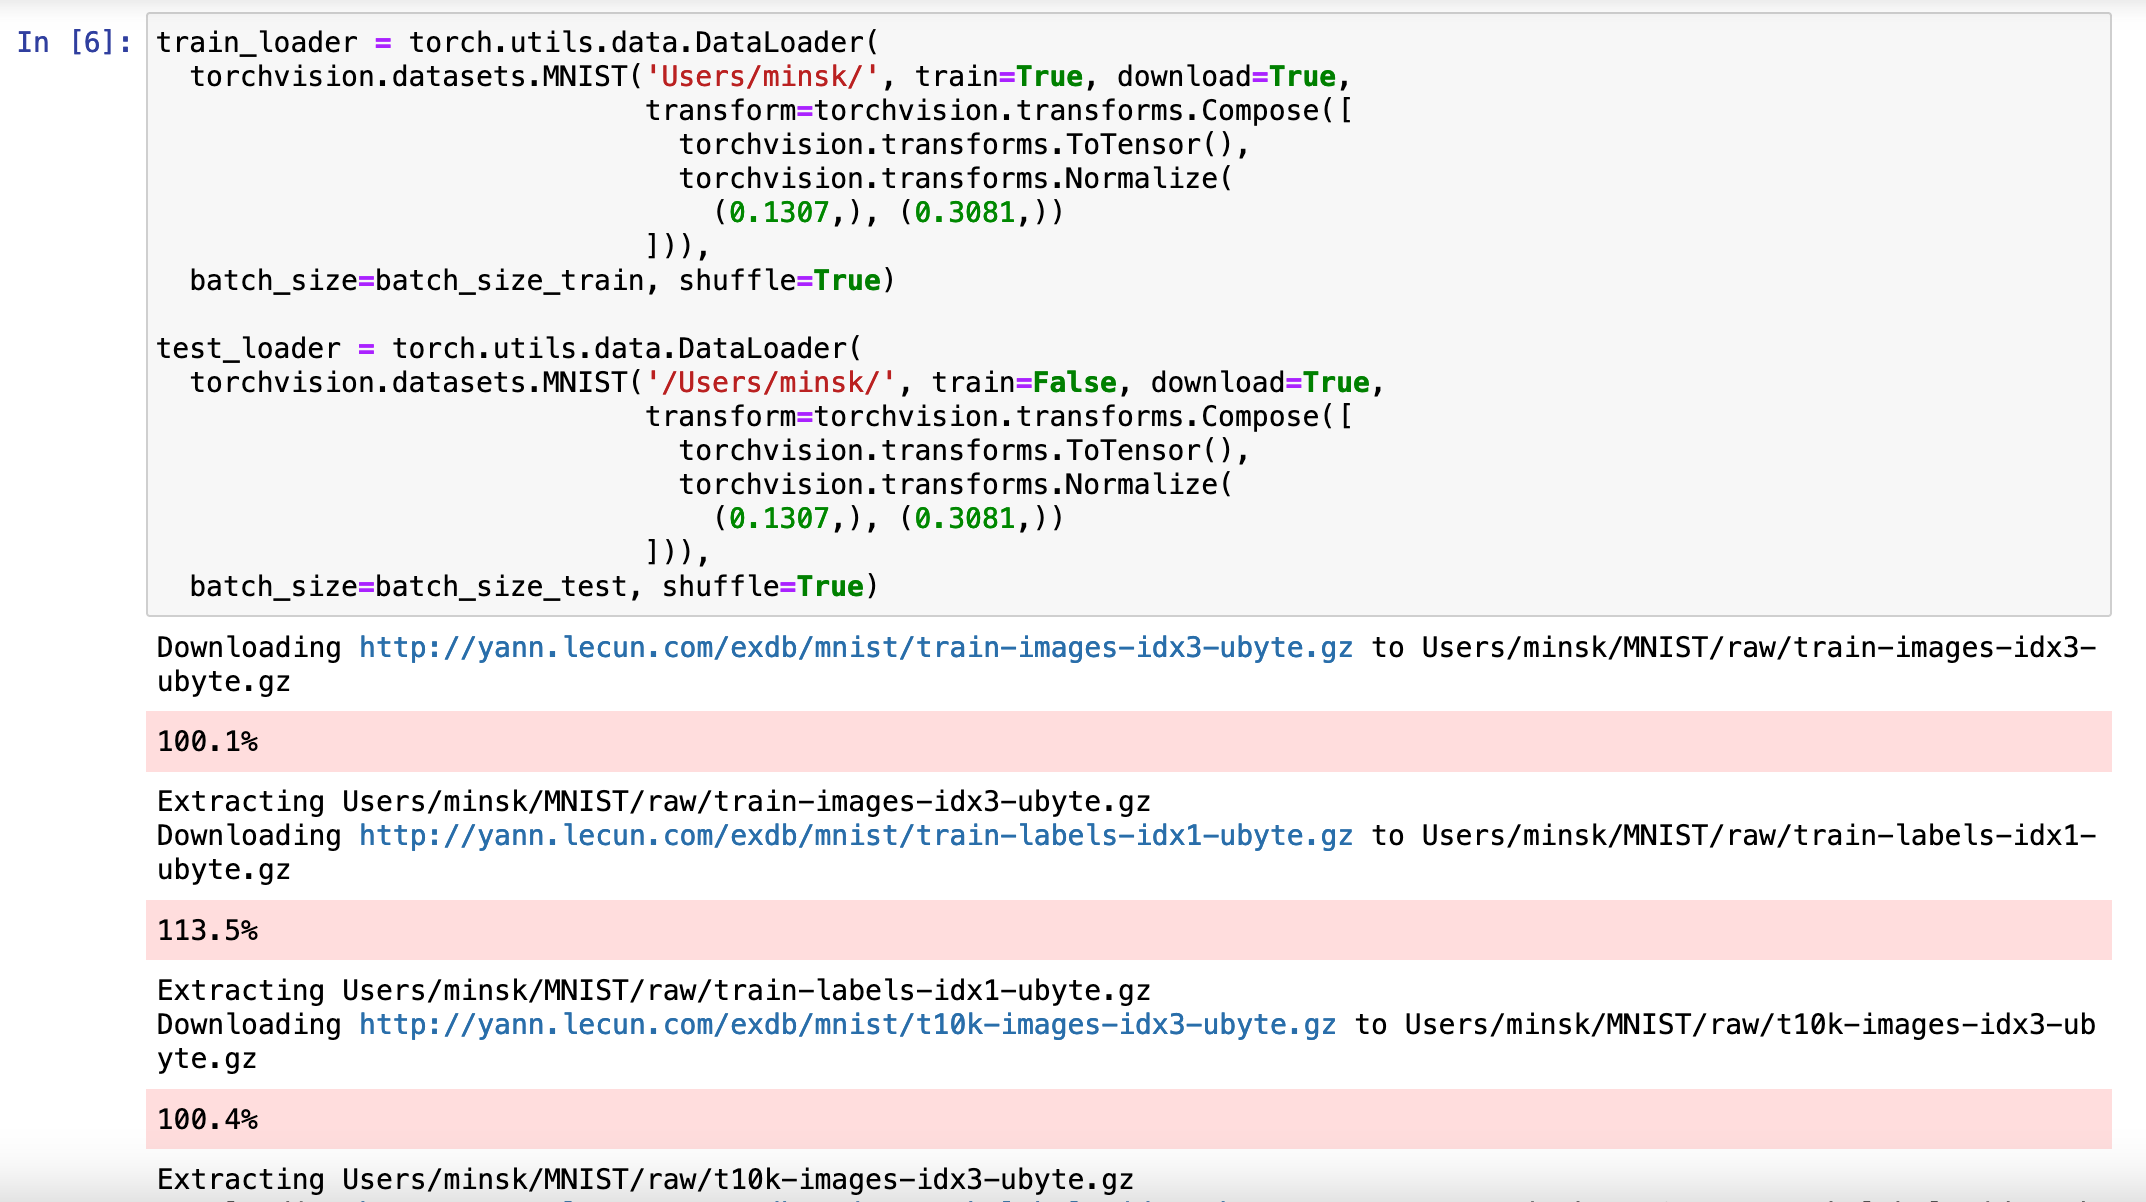 In [6]:
train_loader = torch.utils.data.DataLoader(
  torchvision.datasets.MNIST('Users/minsk/', train=True, download=True,
                             transform=torchvision.transforms.Compose([
                               torchvision.transforms.ToTensor(),
                               torchvision.transforms.Normalize(
                                 (0.1307,), (0.3081,))
                             ])),
  batch_size=batch_size_train, shuffle=True)

test_loader = torch.utils.data.DataLoader(
  torchvision.datasets.MNIST('/Users/minsk/', train=False, download=True,
                             transform=torchvision.transforms.Compose([
                               torchvision.transforms.ToTensor(),
                               torchvision.transforms.Normalize(
                                 (0.1307,), (0.3081,))
                             ])),
  batch_size=batch_size_test, shuffle=True)
Downloading http://yann.lecun.com/exdb/mnist/train-images-idx3-ubyte.gz to Users/minsk/MNIST/raw/train-images-idx3-
ubyte.gz
100.1%
Extracting Users/minsk/MNIST/raw/train-images-idx3-ubyte.gz
Downloading http://yann.lecun.com/exdb/mnist/train-labels-idx1-ubyte.gz to Users/minsk/MNIST/raw/train-labels-idx1-
ubyte.gz
113.5%
Extracting Users/minsk/MNIST/raw/train-labels-idx1-ubyte.gz
Downloading http://yann.lecun.com/exdb/mnist/t10k-images-idx3-ubyte.gz to Users/minsk/MNIST/raw/t10k-images-idx3-ub
yte.gz
100.4%
Extracting Users/minsk/MNIST/raw/t10k-images-idx3-ubyte.gz